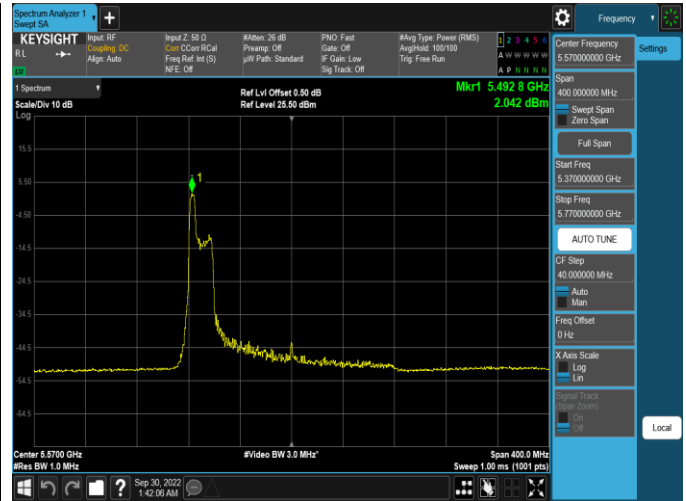 Spectrum Analyzer 1
Swept SA
Frequency
KEYSIGHT
R L
LV
Input: RF
Coupling: DC
Align: Auto
Input Z: 50 Ω
Corr CCorr RCal
Freq Ref: Int (S)
NFE: Off
#Atten: 26 dB
Preamp: Off
µW Path: Standard
PNO: Fast
Gate: Off
IF Gain: Low
Sig Track: Off
#Avg Type: Power (RMS)
Avg|Hold: 100/100
Trig: Free Run
1 2 3 4 5 6
A W W W W W
A P N N N N
1 Spectrum
Scale/Div 10 dB
Log
Ref Lvl Offset 0.50 dB
Ref Level 25.50 dBm
Mkr1 5.492 8 GHz
2.042 dBm
15.5
5.50
-4.50
-14.5
-24.5
-34.5
-44.5
-54.5
-64.5
1
Center 5.5700 GHz
#Res BW 1.0 MHz
#Video BW 3.0 MHz*
Span 400.0 MHz
Sweep 1.00 ms (1001 pts)
Center Frequency
5.570000000 GHz
Settings
Span
400.000000 MHz
Swept Span
Zero Span
Full Span
Start Freq
5.370000000 GHz
Stop Freq
5.770000000 GHz
AUTO TUNE
CF Step
40.000000 MHz
Auto
Man
Freq Offset
0 Hz
X Axis Scale
Log
Lin
Signal Track
(Span Zoom)
On
Off
Local
Sep 30, 2022
1:42:06 AM